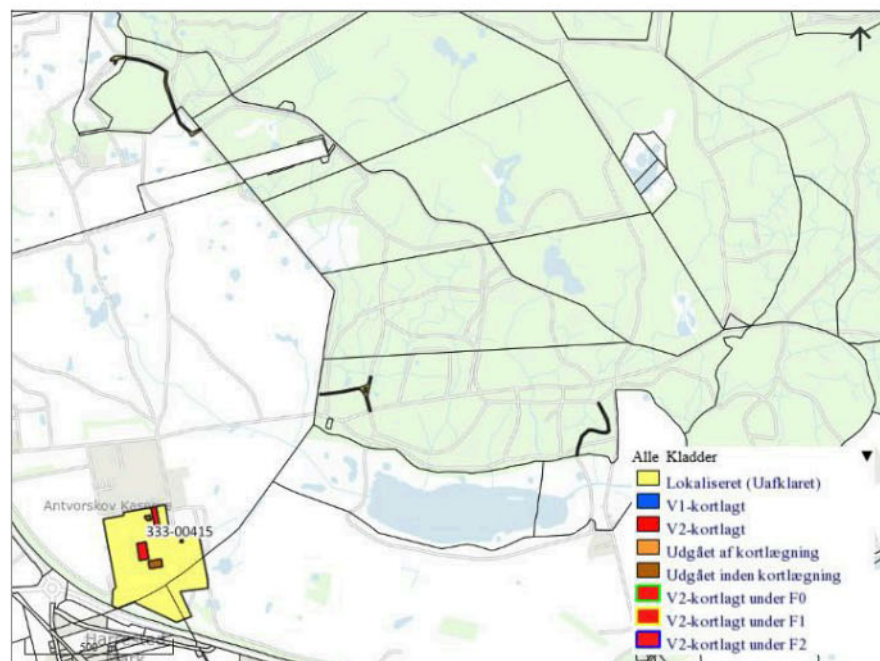 Alle Kladder
Lokaliseret (Uafklaret)
V1-kortlagt
V2-kortlagt
Udgået af kortlægning
Udgået inden kortlægning
V2-kortlagt under F0
V2-kortlagt under F1
V2-kortlagt under F2
Antvorskov
333-00415